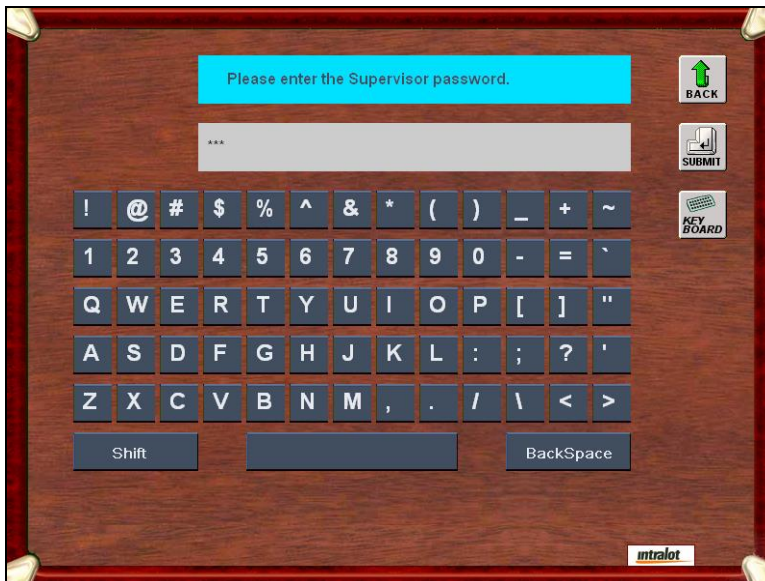 Please enter the Supervisor password.
BACK
***
SUBMIT
KEY
BOARD
! @ # $ % ^ & * ( ) _ + ~
1 2 3 4 5 6 7 8 9 0 - = `
Q W E R T Y U I O P [ ] "
A S D F G H J K L : ; ? '
Z X C V B N M , . / \ < >
Shift BackSpace
intralot